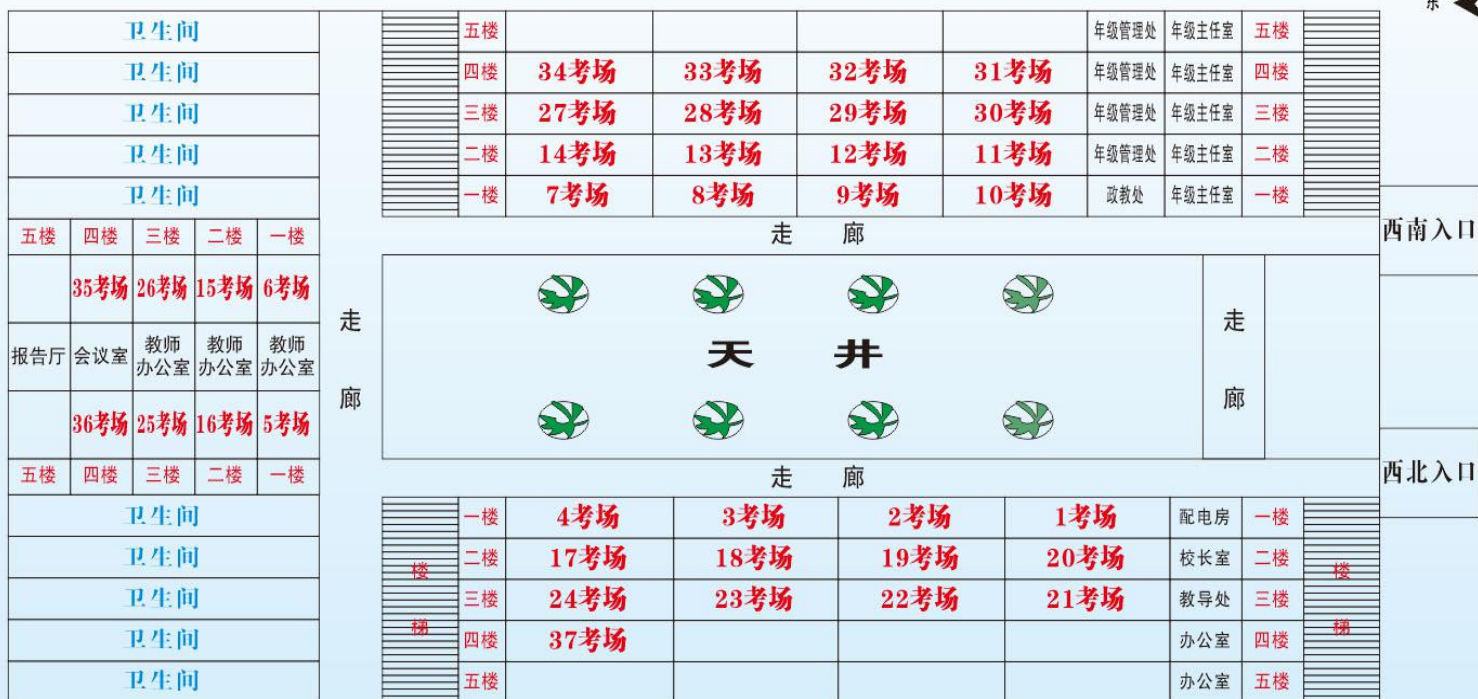 东
卫生间 五楼 年级管理处 年级主任室 五楼
卫生间 四楼 34考场 33考场 32考场 31考场 年级管理处 年级主任室 四楼
卫生间 三楼 27考场 28考场 29考场 30考场 年级管理处 年级主任室 三楼
卫生间 二楼 14考场 13考场 12考场 11考场 年级管理处 年级主任室 二楼
卫生间 一楼 7考场 8考场 9考场 10考场 政教处 年级主任室 一楼
五楼 四楼 三楼 二楼 一楼 走廊 西南入口
35考场 26考场 15考场 6考场
走廊
天井
走廊
报告厅 会议室 教师办公室 教师办公室 教师办公室
36考场 25考场 16考场 5考场
五楼 四楼 三楼 二楼 一楼 走廊 西北入口
卫生间 一楼 4考场 3考场 2考场 1考场 配电房 一楼
卫生间 二楼 17考场 18考场 19考场 20考场 校长室 二楼
楼梯
楼梯
卫生间 三楼 24考场 23考场 22考场 21考场 教导处 三楼
卫生间 四楼 37考场 办公室 四楼
卫生间 五楼 办公室 五楼